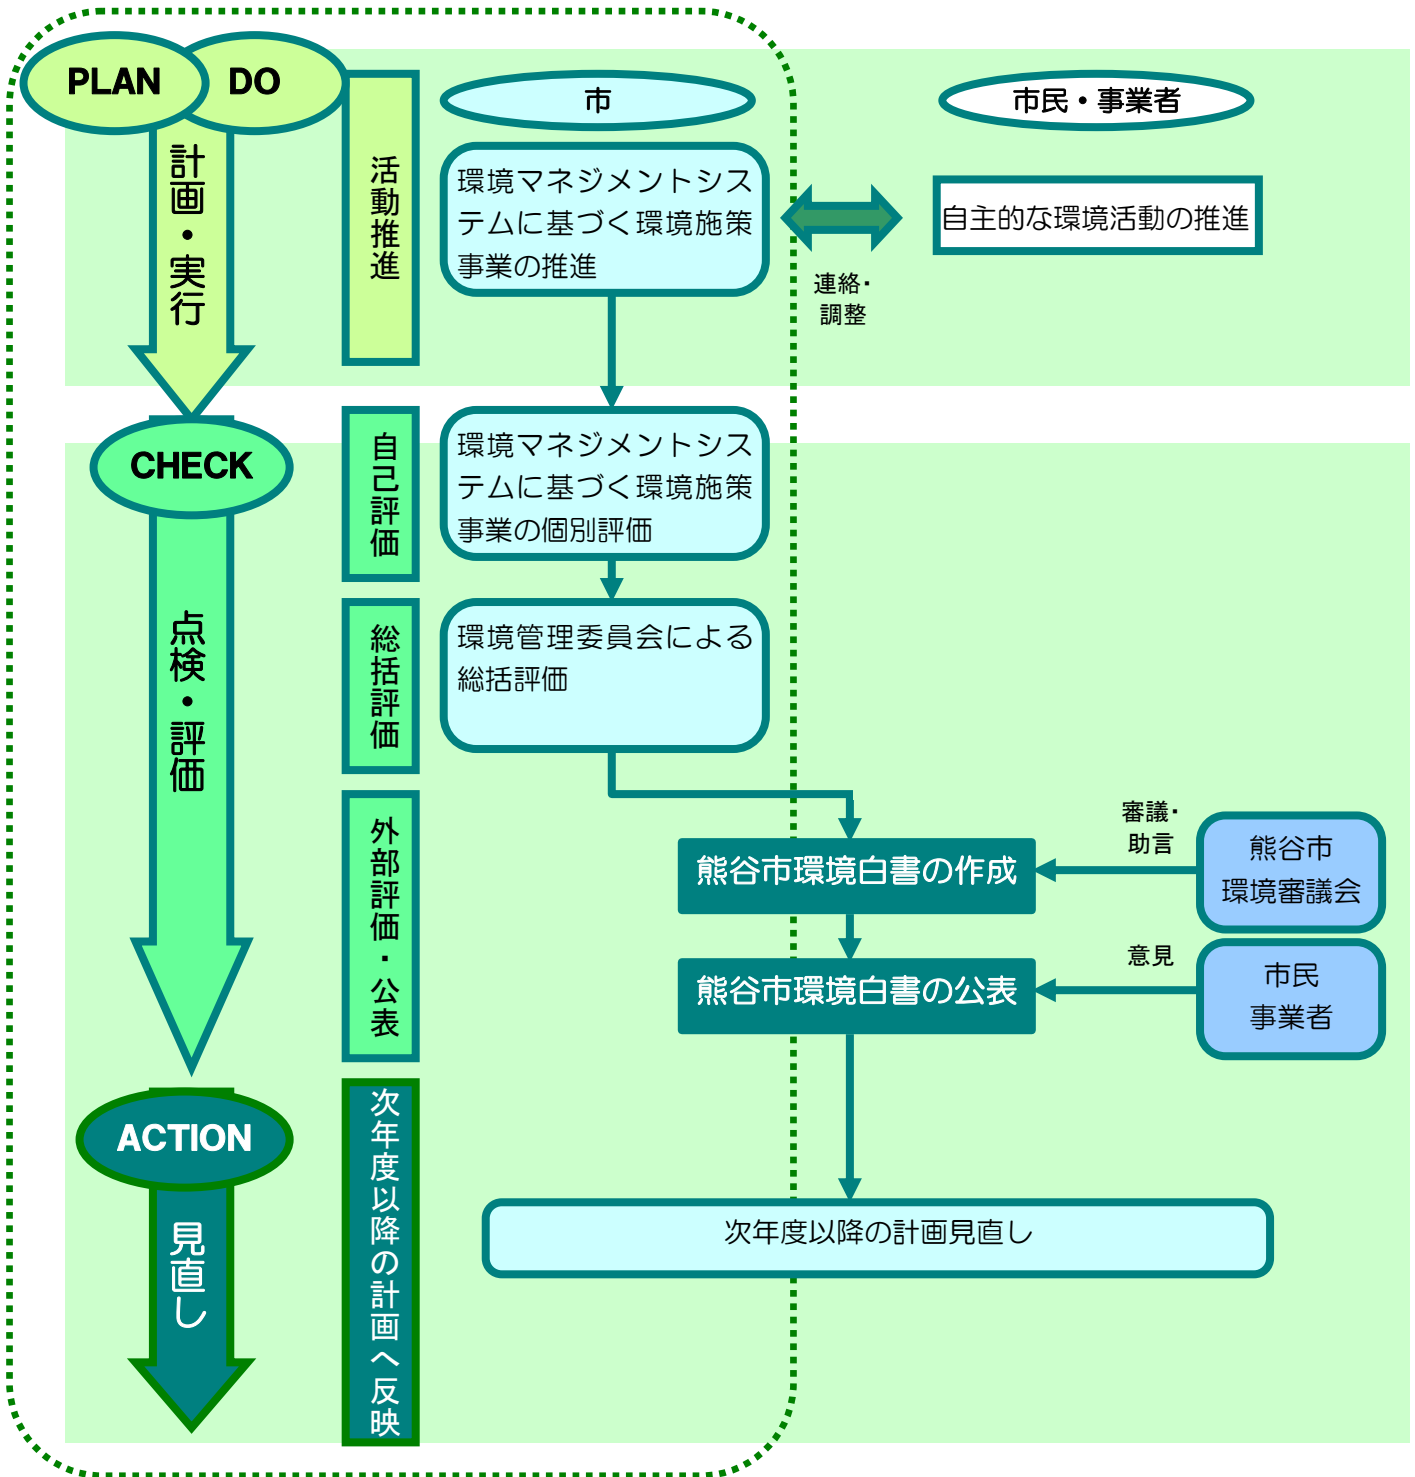 PLAN
DO
計画・実行
活動推進
市
市民・事業者
環境マネジメントシス
テムに基づく環境施策
事業の推進
自主的な環境活動の推進
連絡・
調整
CHECK
点検・評価
自己評価
環境マネジメントシス
テムに基づく環境施策
事業の個別評価
総括評価
環境管理委員会による
総括評価
外部評価・公表
熊谷市環境白書の作成
審議・
助言
熊谷市
環境審議会
熊谷市環境白書の公表
意見
市民
事業者
ACTION
見直し
次年度以降の計画へ反映
次年度以降の計画見直し